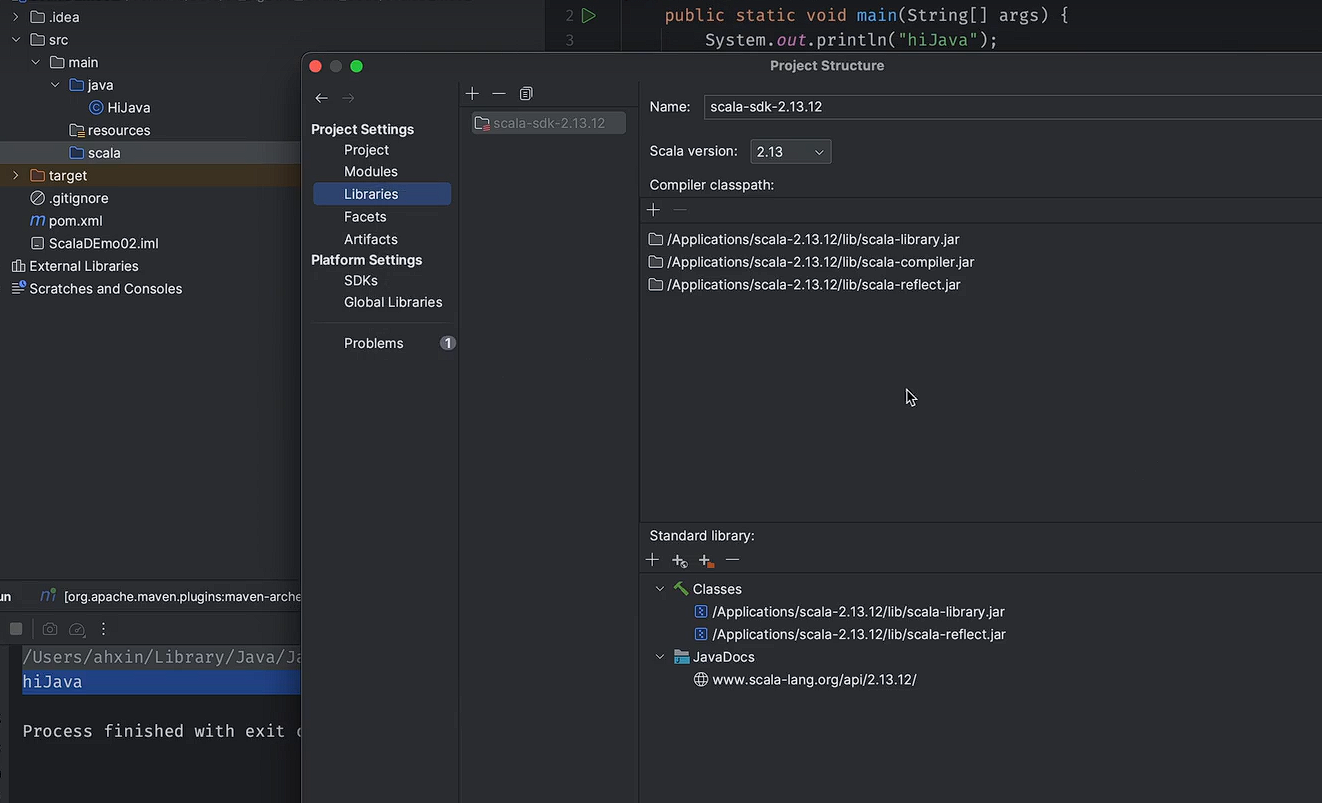 .idea
src
main
java
HiJava
resources
scala
target
.gitignore
pom.xml
ScalaDEmo02.iml
External Libraries
Scratches and Consoles
2
public static void main(String[] args) {
3
System.out.println("hiJava");
Project Structure
Project Settings
Project
Modules
Libraries
Facets
Artifacts
Platform Settings
SDKs
Global Libraries
Problems
1
scala-sdk-2.13.12
Name:
scala-sdk-2.13.12
Scala version:
2.13
Compiler classpath:
/Applications/scala-2.13.12/lib/scala-library.jar
/Applications/scala-2.13.12/lib/scala-compiler.jar
/Applications/scala-2.13.12/lib/scala-reflect.jar
Standard library:
Classes
/Applications/scala-2.13.12/lib/scala-library.jar
/Applications/scala-2.13.12/lib/scala-reflect.jar
JavaDocs
www.scala-lang.org/api/2.13.12/
un
[org.apache.maven.plugins:maven-arche
/Users/ahxin/Library/Java/Ja
hiJava
Process finished with exit